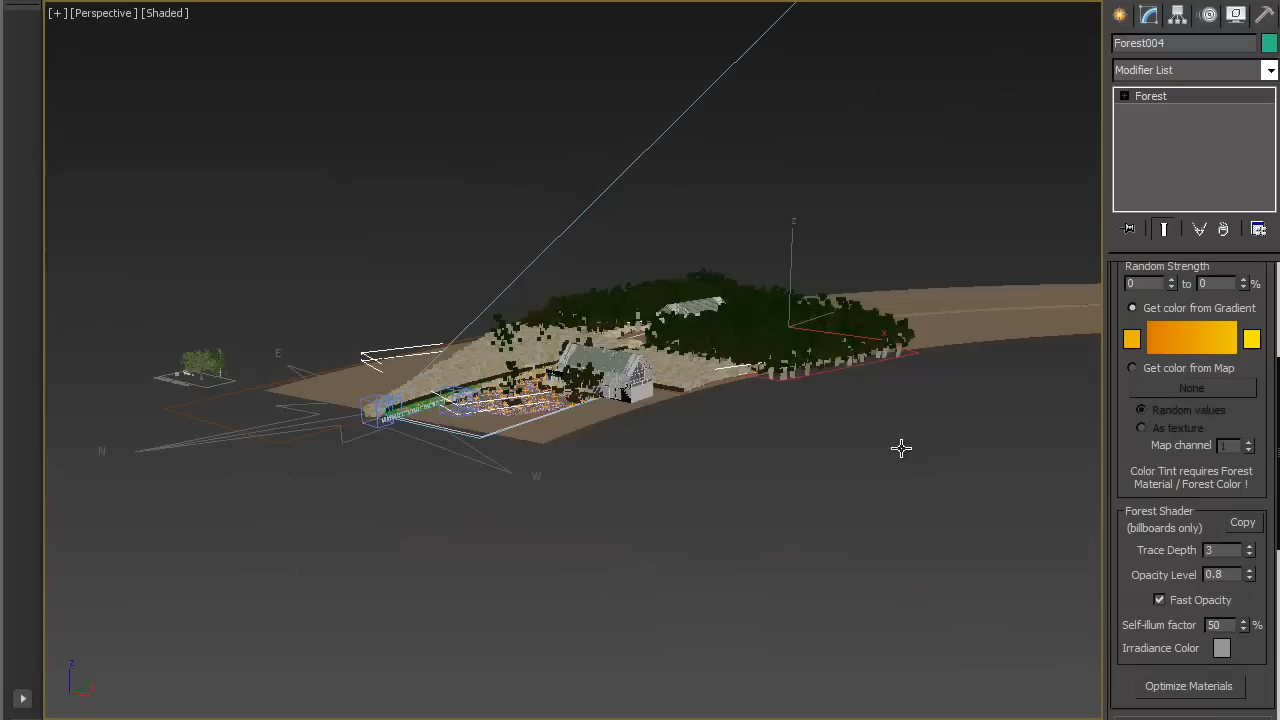 [+] [Perspective] [Shaded]
Forest004
Modifier List
Forest
Random Strength
0 to 0 %
Get color from Gradient
Get color from Map
None
Random values
As texture
Map channel 1
Color Tint requires Forest
Material / Forest Color !
Forest Shader
(billboards only) Copy
Trace Depth 3
Opacity Level 0.8
Fast Opacity
Self-illum factor 50 %
Irradiance Color
Optimize Materials
z
x
E
N
W
z